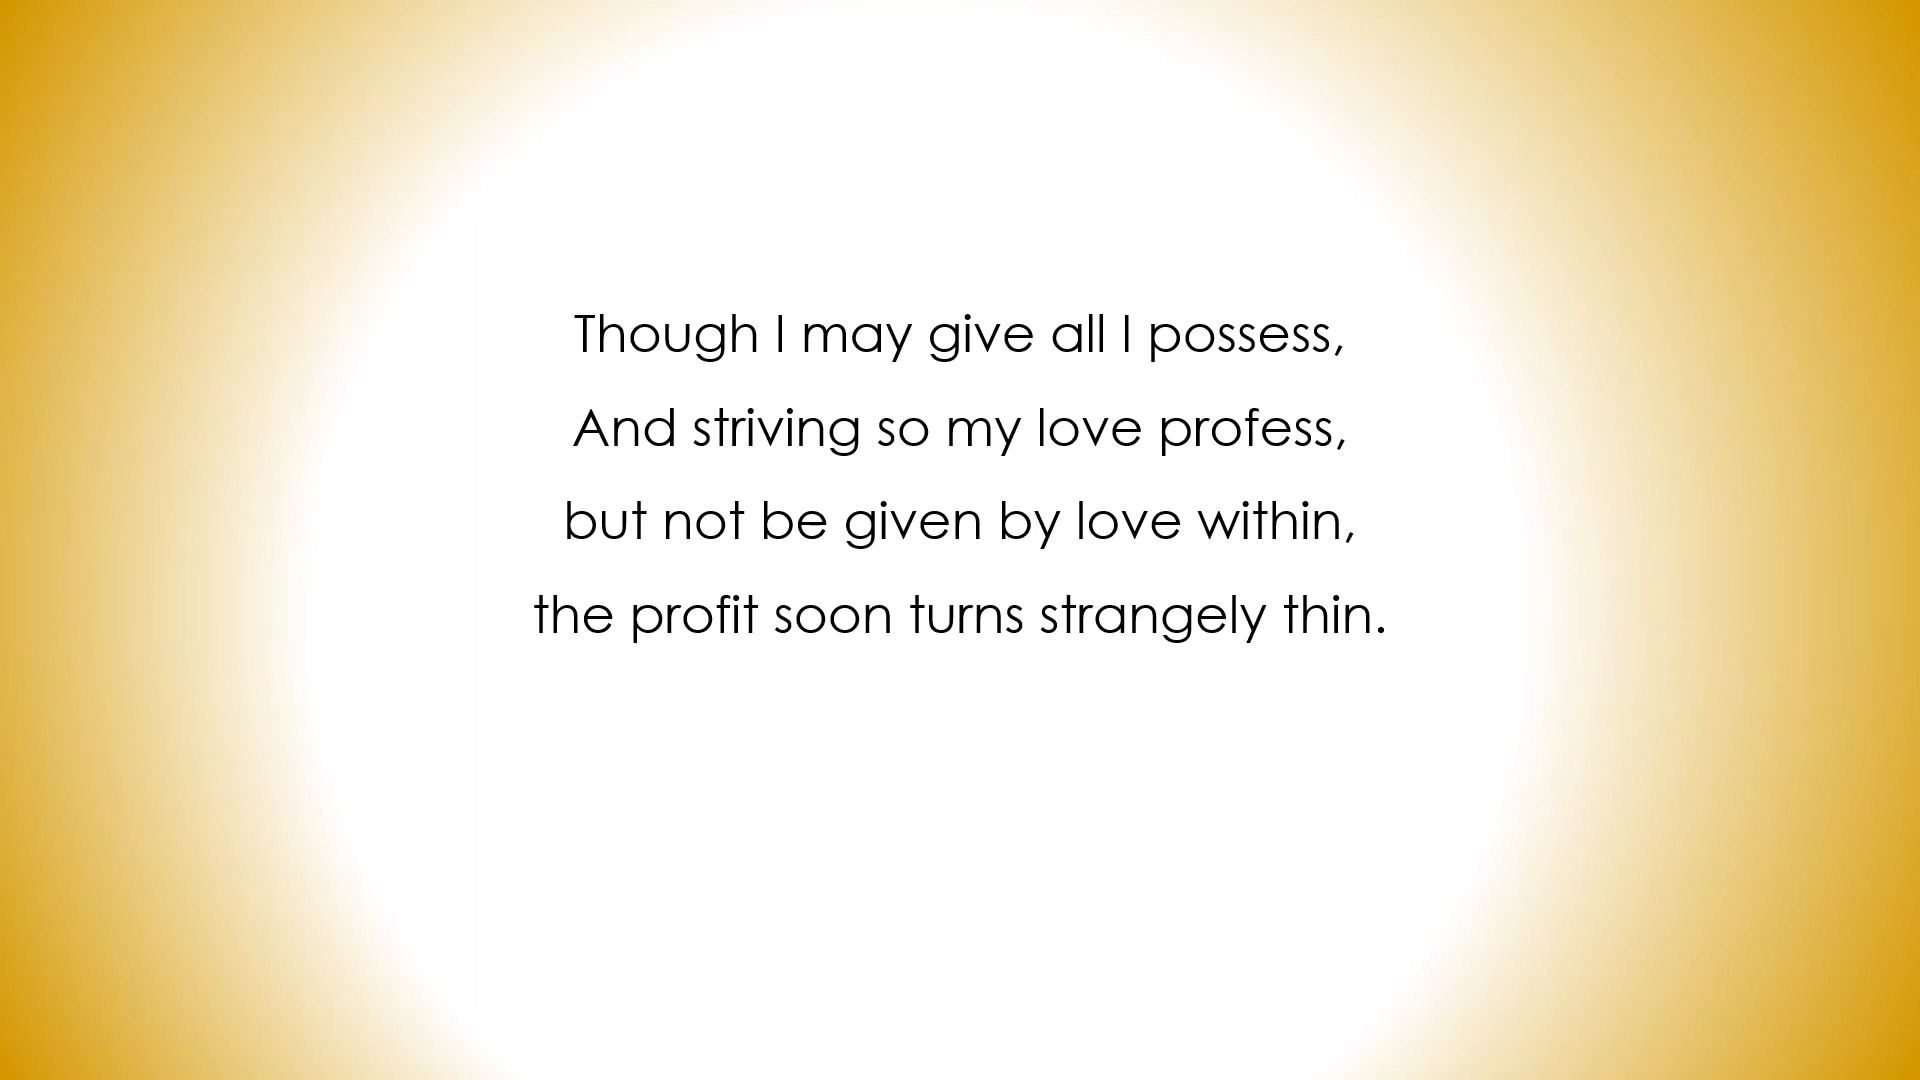 Though I may give all I possess,
And striving so my love profess,
but not be given by love within,
the profit soon turns strangely thin.